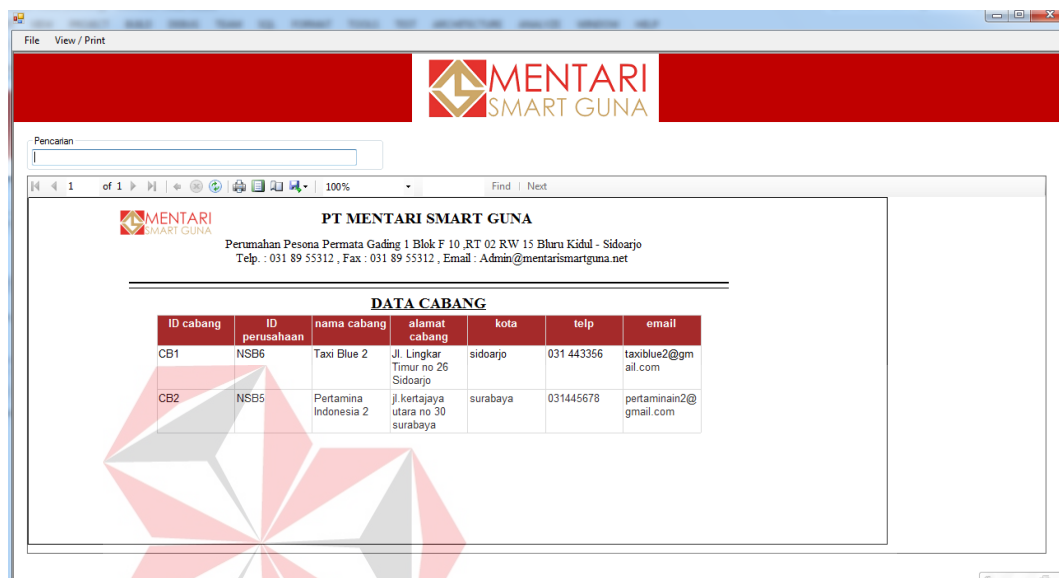 File View / Print
MENTARI
SMART GUNA
Pencarian
1 of 1 100% Find | Next
MENTARI
SMART GUNA
PT MENTARI SMART GUNA
Perumahan Pesona Permata Gading 1 Blok F 10 ,RT 02 RW 15 Bluru Kidul - Sidoarjo
Telp. : 031 89 55312 , Fax : 031 89 55312 , Email : Admin@mentarismartguna.net
DATA CABANG
ID cabang ID perusahaan nama cabang alamat cabang kota telp email
CB1 NSB6 Taxi Blue 2 Jl. Lingkar Timur no 26 Sidoarjo sidoarjo 031 443356 taxiblue2@gmail.com
CB2 NSB5 Pertamina Indonesia 2 jl.kertajaya utara no 30 surabaya surabaya 031445678 pertaminain2@gmail.com